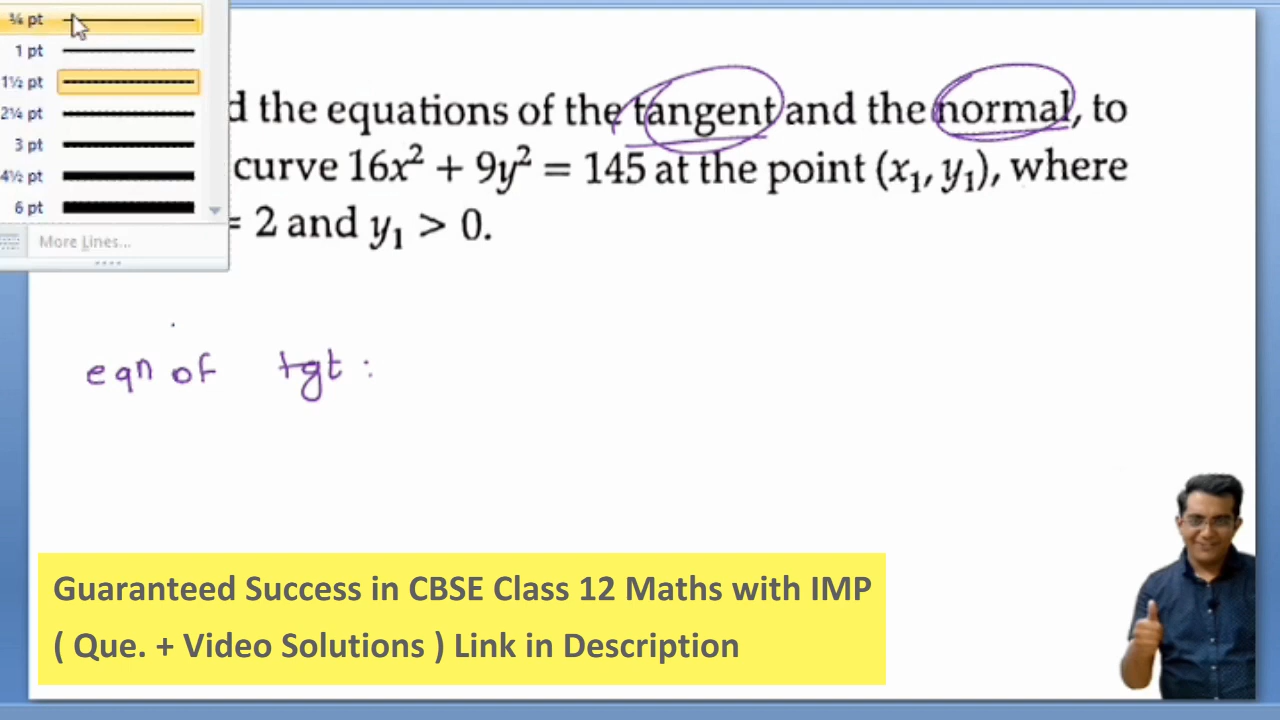 ¾ pt
1 pt
1½ pt
2¼ pt
3 pt
4½ pt
6 pt
More Lines...
d the equations of the tangent and the normal, to
curve 16x² + 9y² = 145 at the point (x₁, y₁), where
= 2 and y₁ > 0.
eqn of tgt :
Guaranteed Success in CBSE Class 12 Maths with IMP
( Que. + Video Solutions ) Link in Description